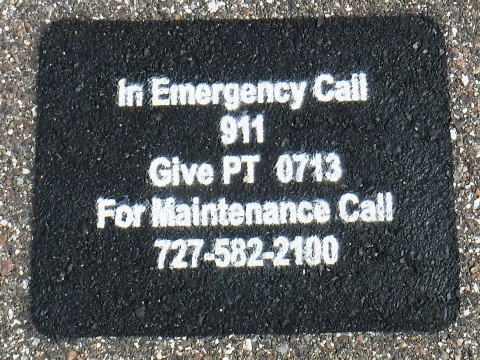 In Emergency Call
911
Give PT 0713
For Maintenance Call
727-582-2100